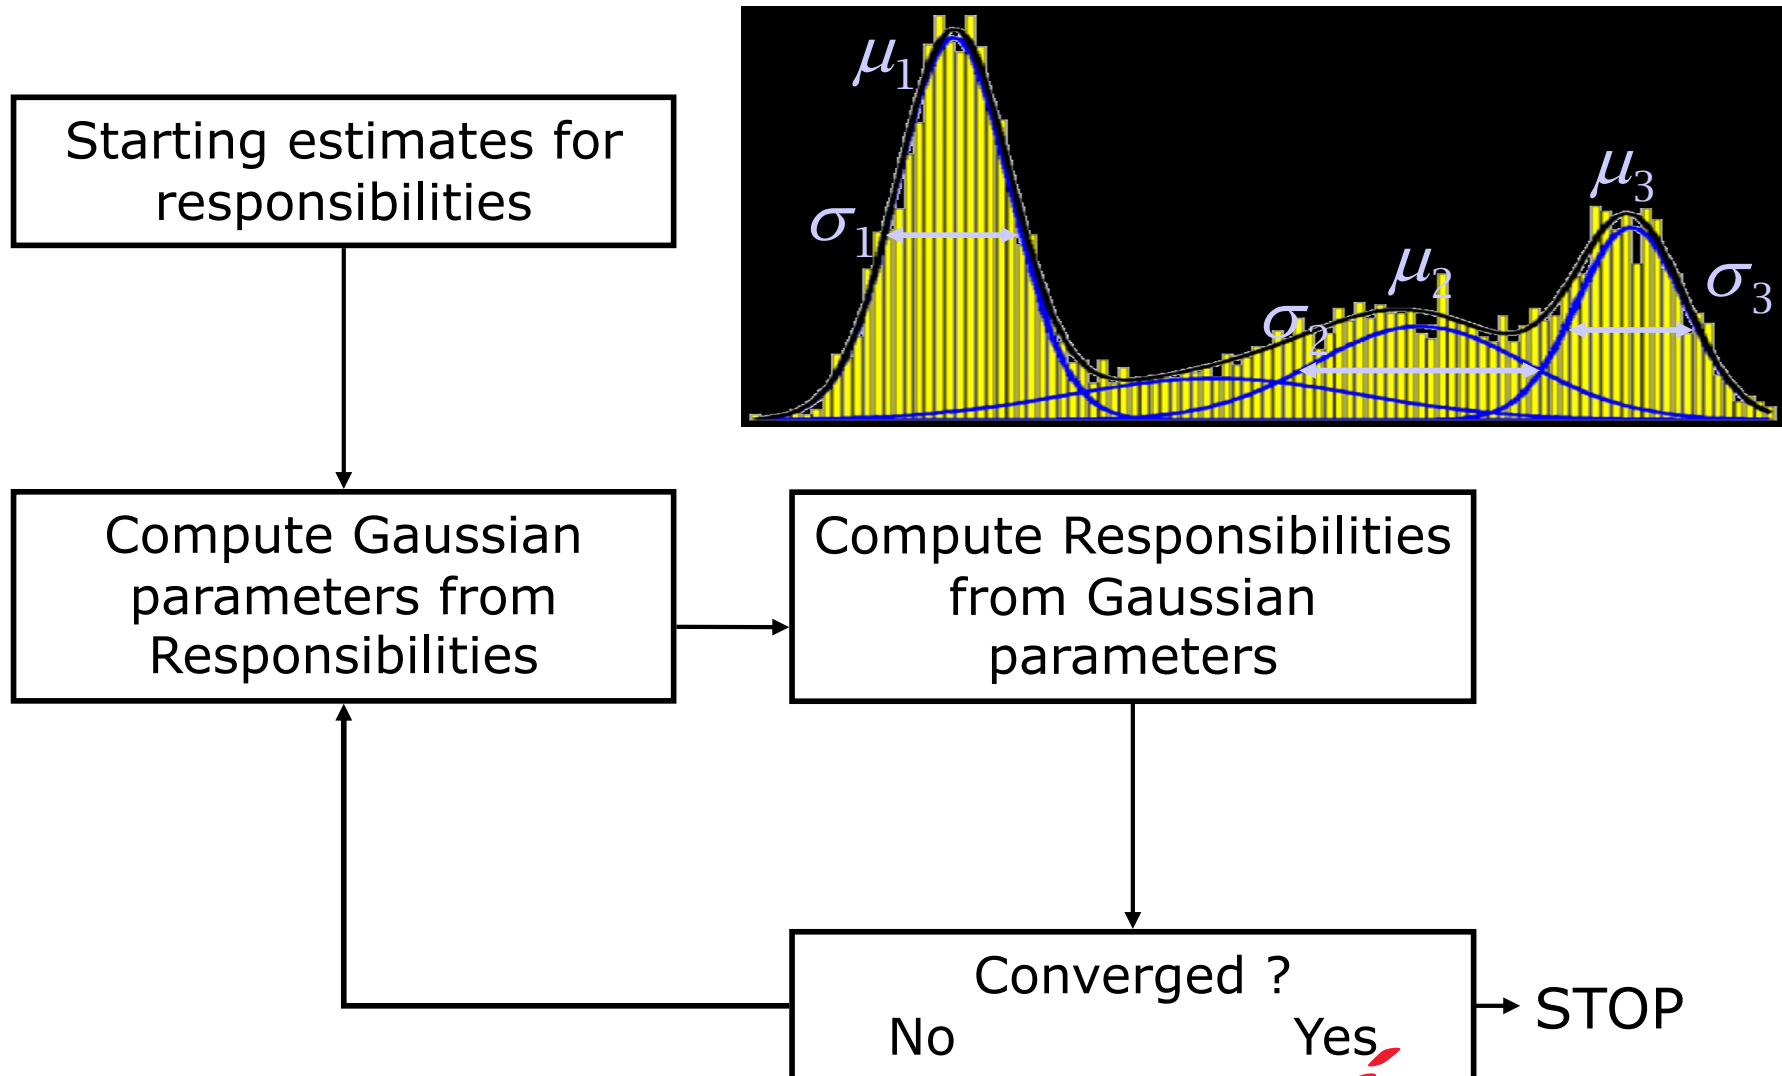 Starting estimates for
responsibilities
μ₁
σ₁
μ₂
σ₂
μ₃
σ₃
Compute Gaussian
parameters from
Responsibilities
Compute Responsibilities
from Gaussian
parameters
Converged ?
No Yes
STOP